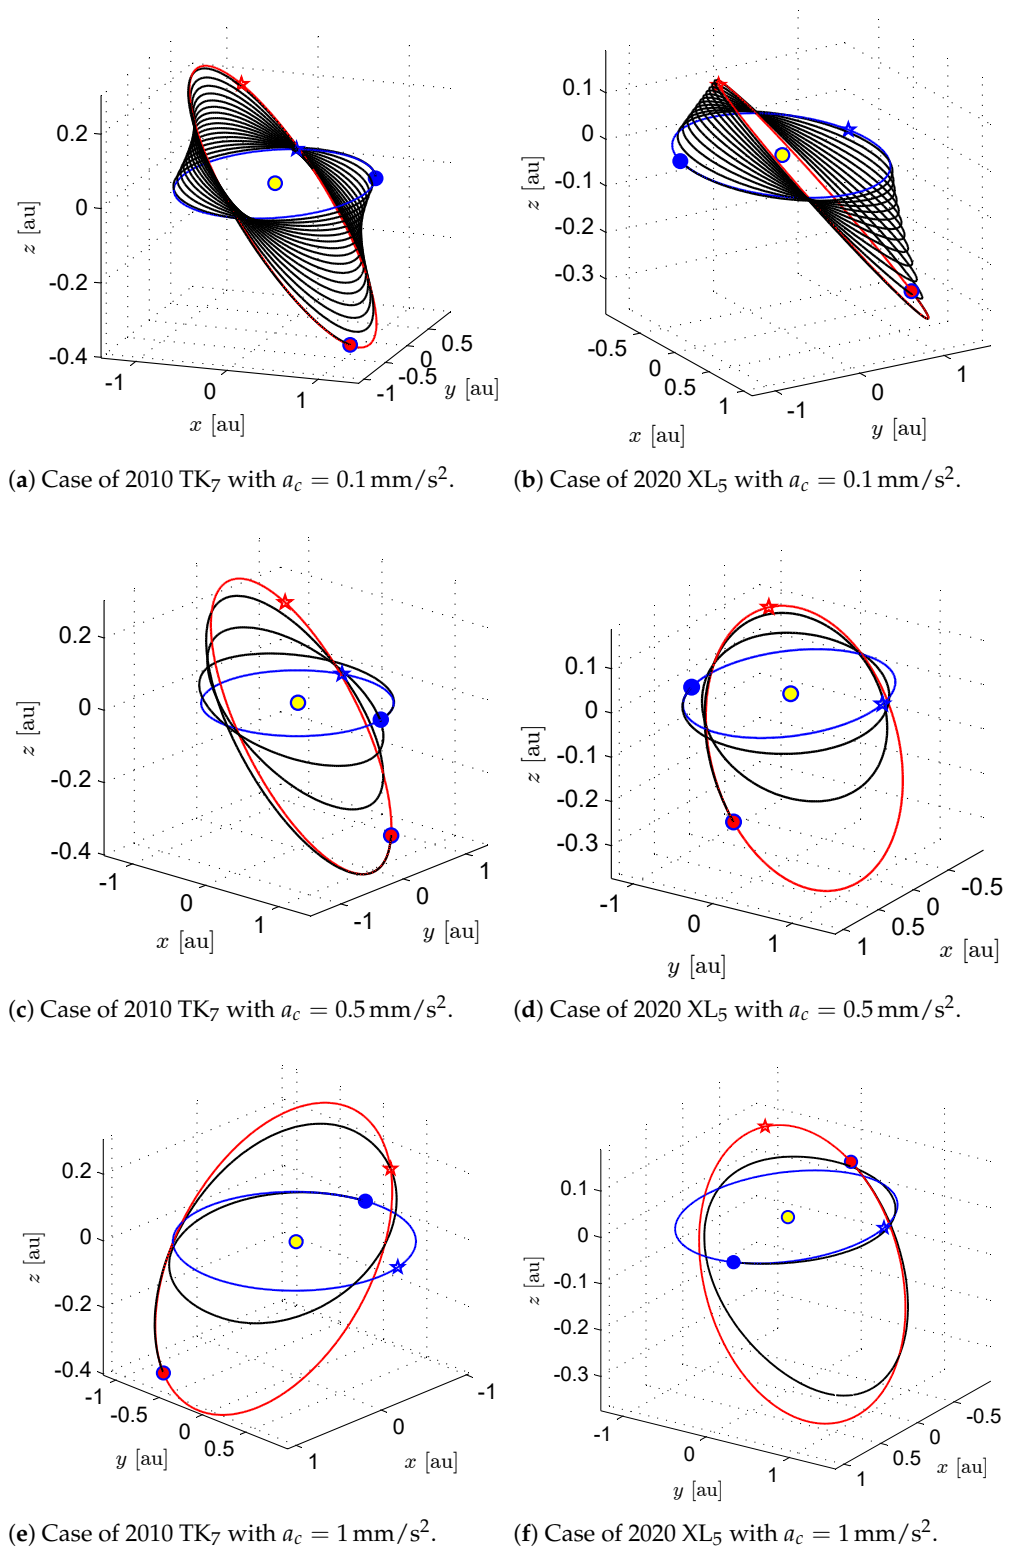 0.2
0
-0.2
-0.4
z [au]
-1
0
1
x [au]
-1
-0.5
0
0.5
y [au]
0.1
0
-0.1
-0.2
-0.3
z [au]
-0.5
0
0.5
1
x [au]
-1
0
1
y [au]
(a) Case of 2010 TK₇ with a_c = 0.1 mm/s².
(b) Case of 2020 XL₅ with a_c = 0.1 mm/s².
0.2
0
-0.2
-0.4
z [au]
-1
0
1
x [au]
-1
0
1
y [au]
0.1
0
-0.1
-0.2
-0.3
z [au]
-1
0
1
y [au]
1
0.5
0
-0.5
x [au]
(c) Case of 2010 TK₇ with a_c = 0.5 mm/s².
(d) Case of 2020 XL₅ with a_c = 0.5 mm/s².
0.2
0
-0.2
-0.4
z [au]
-1
-0.5
0
0.5
1
y [au]
0
-1
x [au]
0.1
0
-0.1
-0.2
-0.3
z [au]
-1
0
1
y [au]
1
0.5
0
-0.5
x [au]
(e) Case of 2010 TK₇ with a_c = 1 mm/s².
(f) Case of 2020 XL₅ with a_c = 1 mm/s².